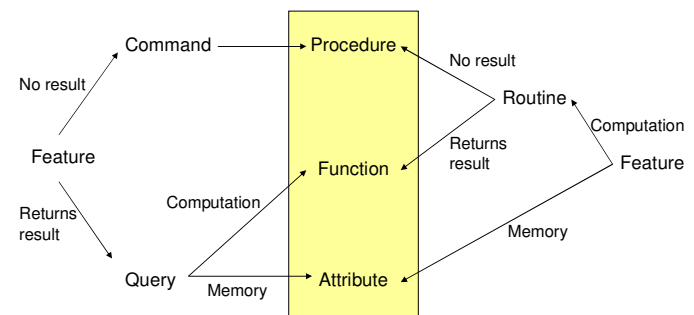 Command
Procedure
No result
No result
Routine
Computation
Feature
Returns
result
Function
Feature
Computation
Returns
result
Memory
Query
Memory
Attribute